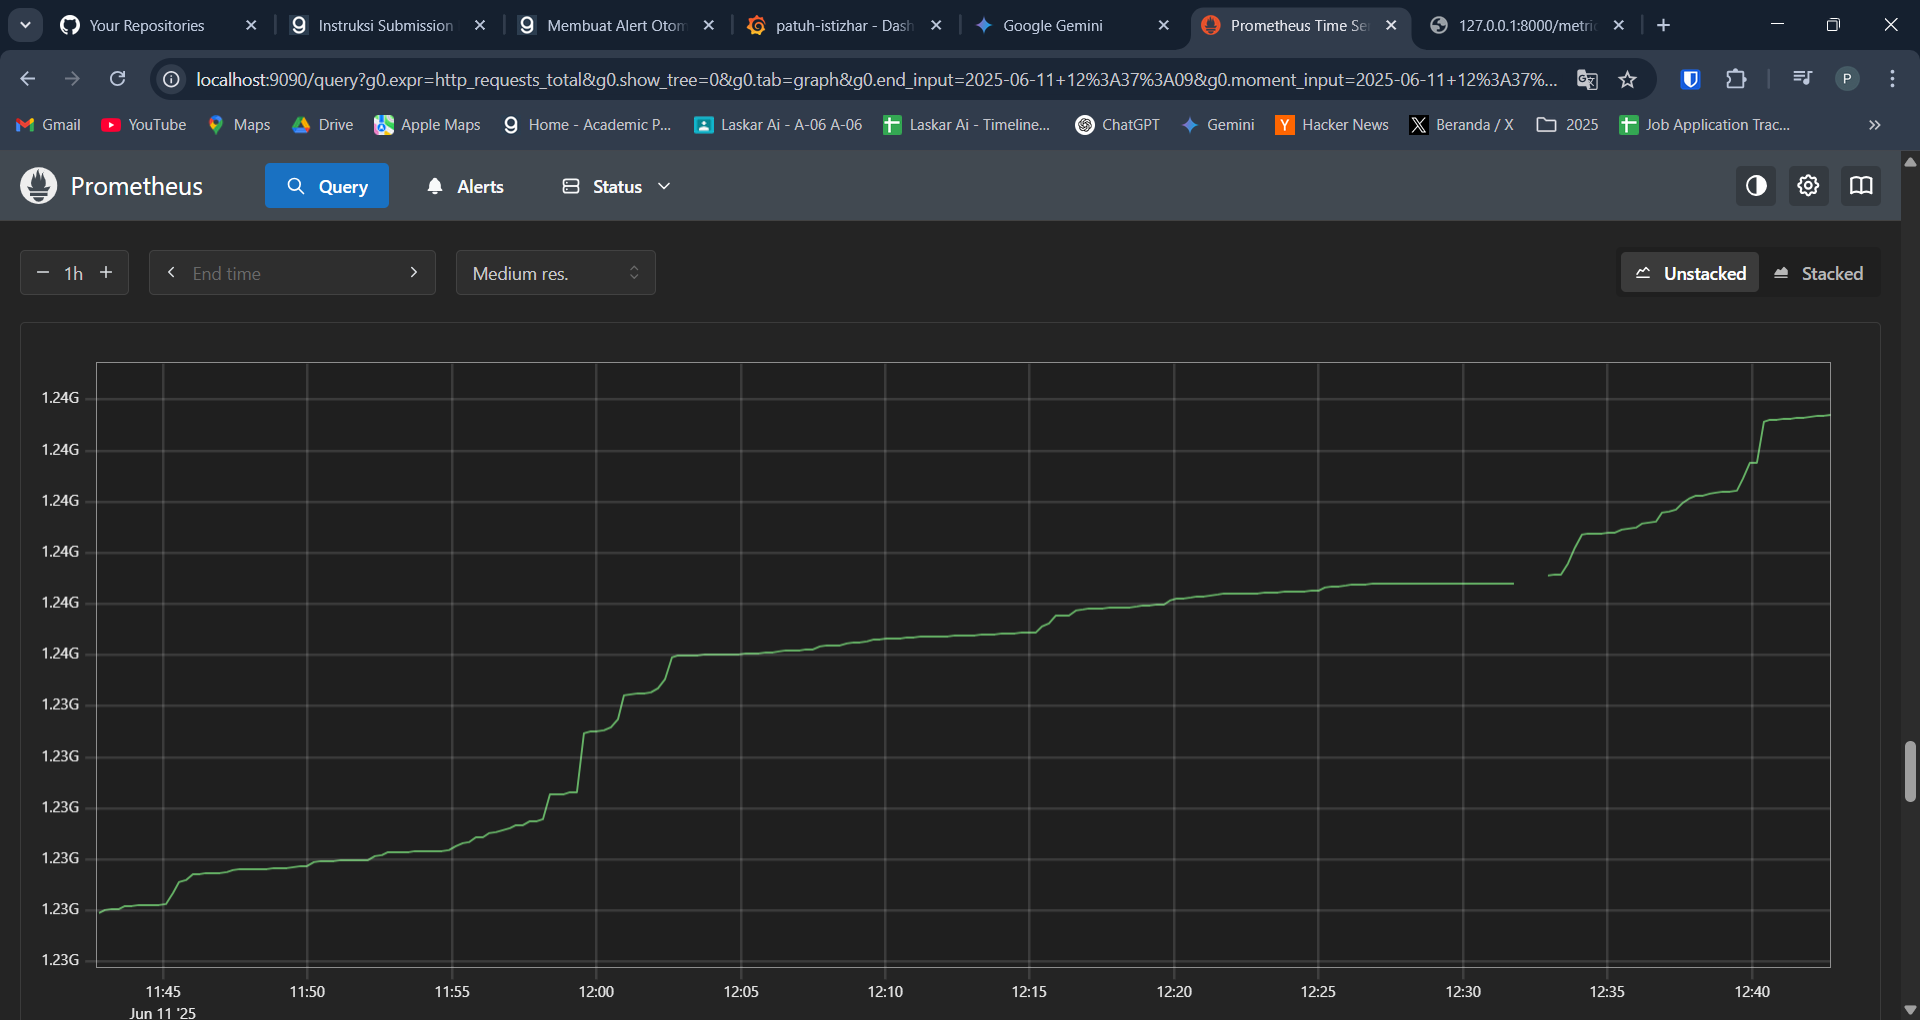 Your Repositories
Instruksi Submission
Membuat Alert Otom
patuh-istizhar - Dash
Google Gemini
Prometheus Time Se
127.0.0.1:8000/metri
localhost:9090/query?g0.expr=http_requests_total&g0.show_tree=0&g0.tab=graph&g0.end_input=2025-06-11+12%3A37%3A09&g0.moment_input=2025-06-11+12%3A37%...
P
Gmail
YouTube
Maps
Drive
Apple Maps
Home - Academic P...
Laskar Ai - A-06 A-06
Laskar Ai - Timeline...
ChatGPT
Gemini
Hacker News
Beranda / X
2025
Job Application Trac...
Prometheus
Query
Alerts
Status
1h
End time
Medium res.
Unstacked
Stacked
1.24G
1.24G
1.24G
1.24G
1.24G
1.24G
1.23G
1.23G
1.23G
1.23G
1.23G
1.23G
11:45
11:50
11:55
12:00
12:05
12:10
12:15
12:20
12:25
12:30
12:35
12:40
Jun 11 '25